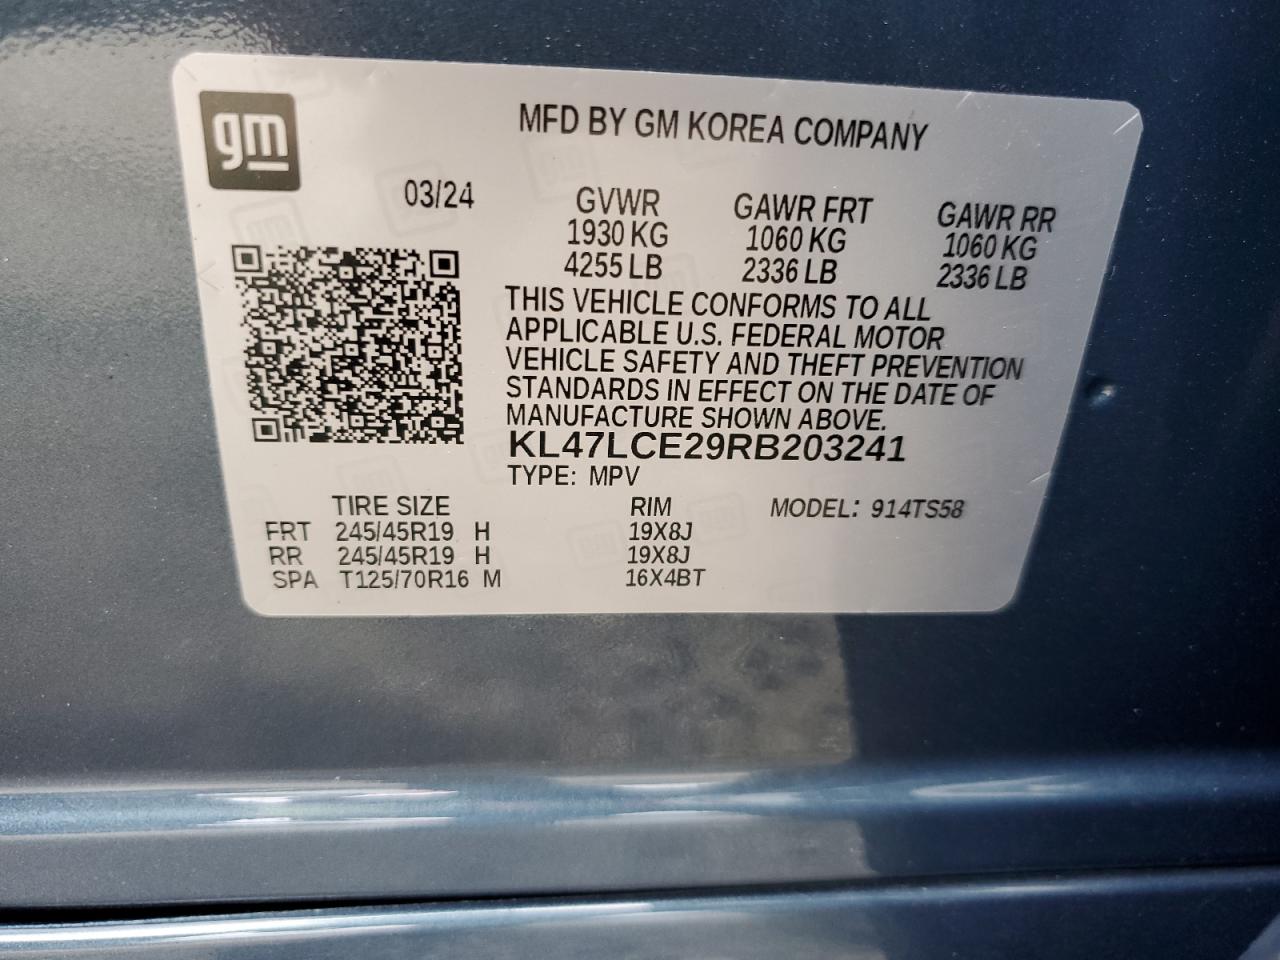 gm
MFD BY GM KOREA COMPANY
03/24
GVWR GAWR FRT GAWR RR
1930 KG 1060 KG 1060 KG
4255 LB 2336 LB 2336 LB
THIS VEHICLE CONFORMS TO ALL
APPLICABLE U.S. FEDERAL MOTOR
VEHICLE SAFETY AND THEFT PREVENTION
STANDARDS IN EFFECT ON THE DATE OF
MANUFACTURE SHOWN ABOVE.
KL47LCE29RB203241
TYPE: MPV
TIRE SIZE RIM MODEL: 914TS58
FRT 245/45R19 H 19X8J
RR 245/45R19 H 19X8J
SPA T125/70R16 M 16X4BT